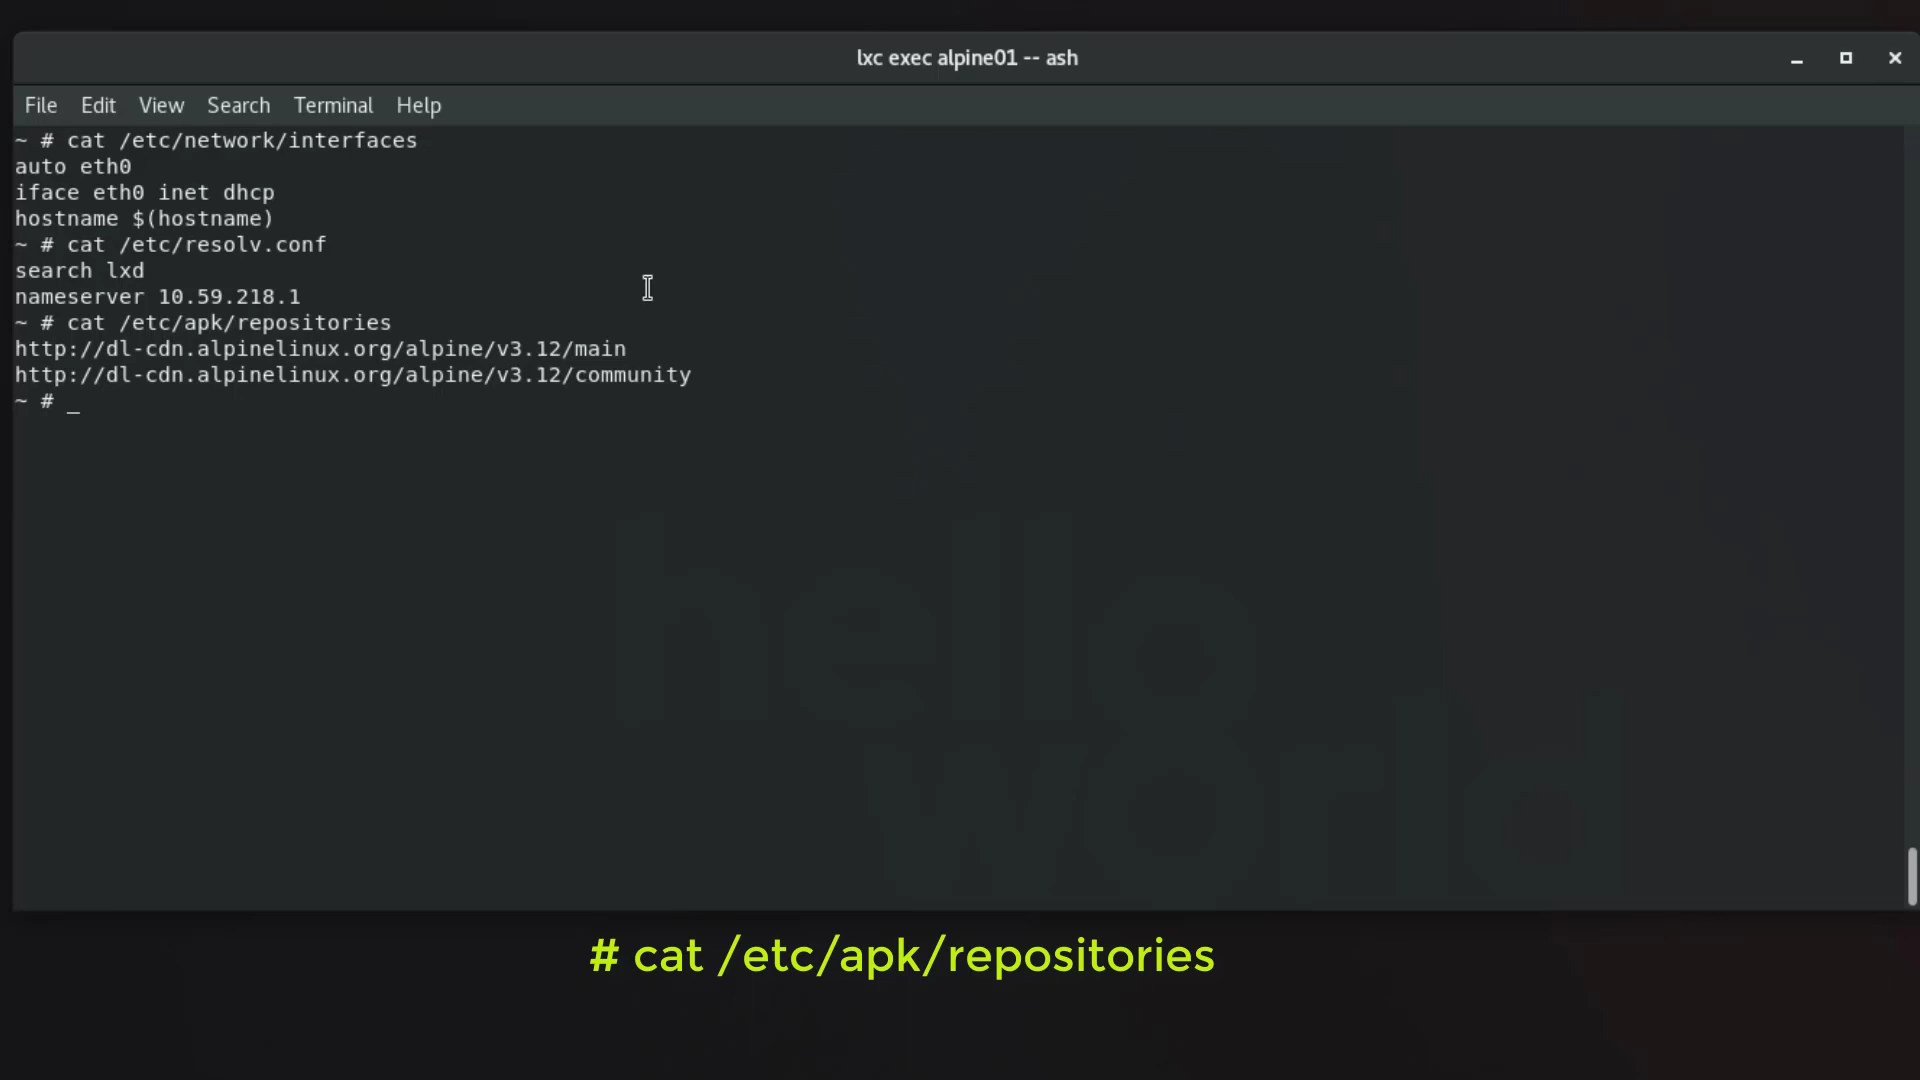 lxc exec alpine01 -- ash
File Edit View Search Terminal Help
~ # cat /etc/network/interfaces
auto eth0
iface eth0 inet dhcp
hostname $(hostname)
~ # cat /etc/resolv.conf
search lxd
nameserver 10.59.218.1
~ # cat /etc/apk/repositories
http://dl-cdn.alpinelinux.org/alpine/v3.12/main
http://dl-cdn.alpinelinux.org/alpine/v3.12/community
~ # _
hello
world
# cat /etc/apk/repositories